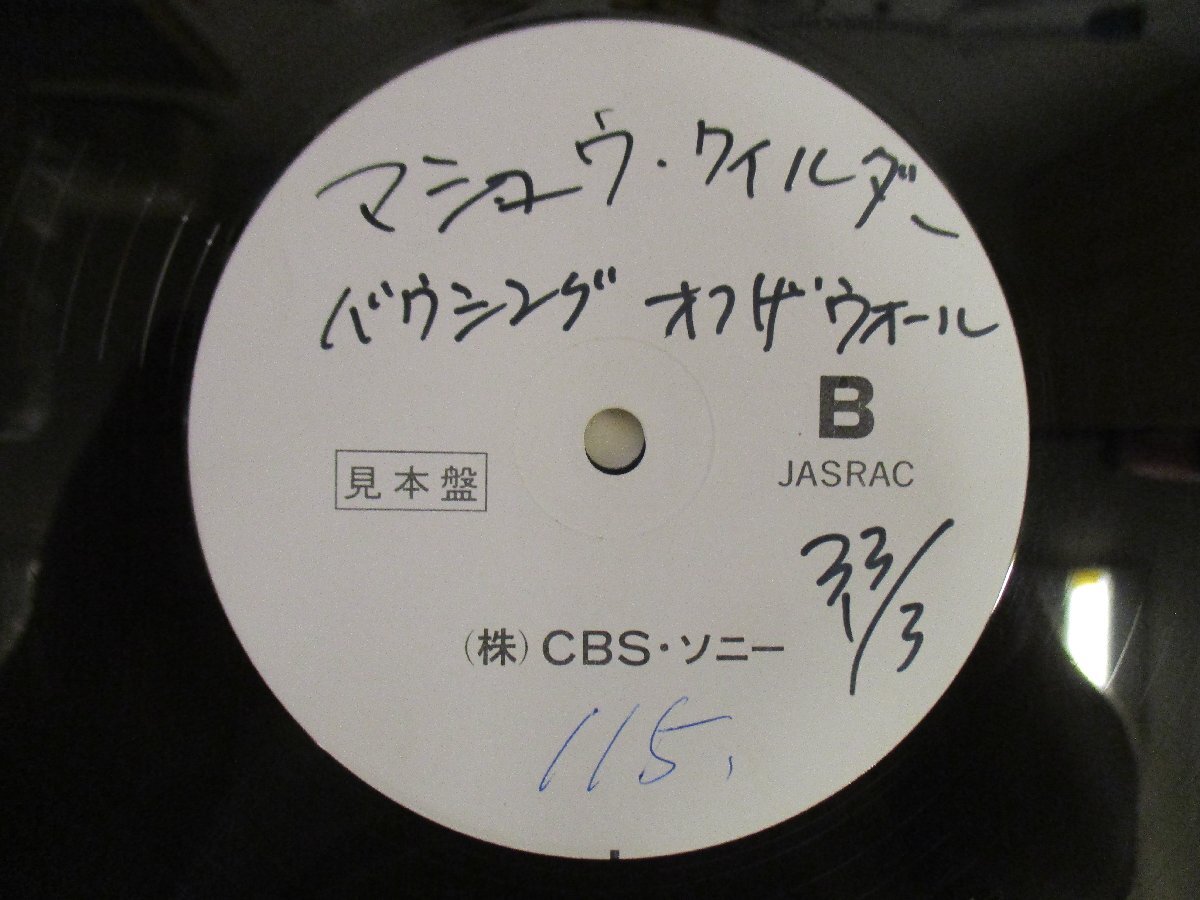 マシュウ・ワイルダー
バウシング オフ ザ ウォール
B
JASRAC
見本盤
33 1/3
(株)CBS・ソニー
115.